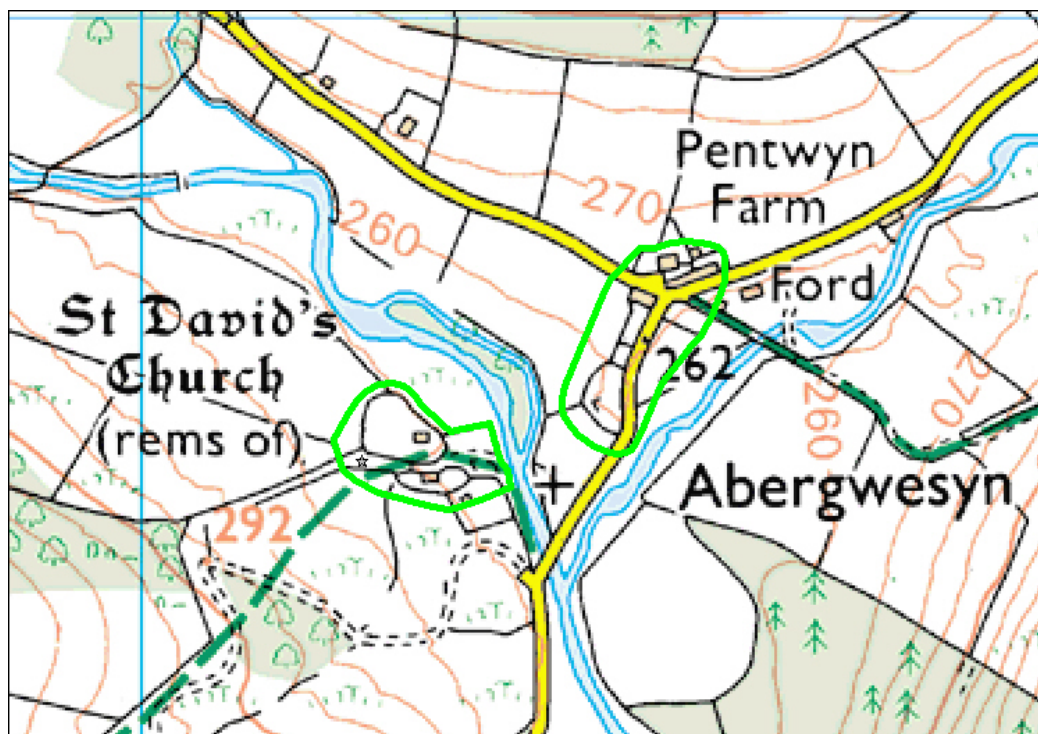 Pentwyn
Farm
270
260
Ford
St David's
Church
(rems of)
262
260
270
Abergwesyn
292